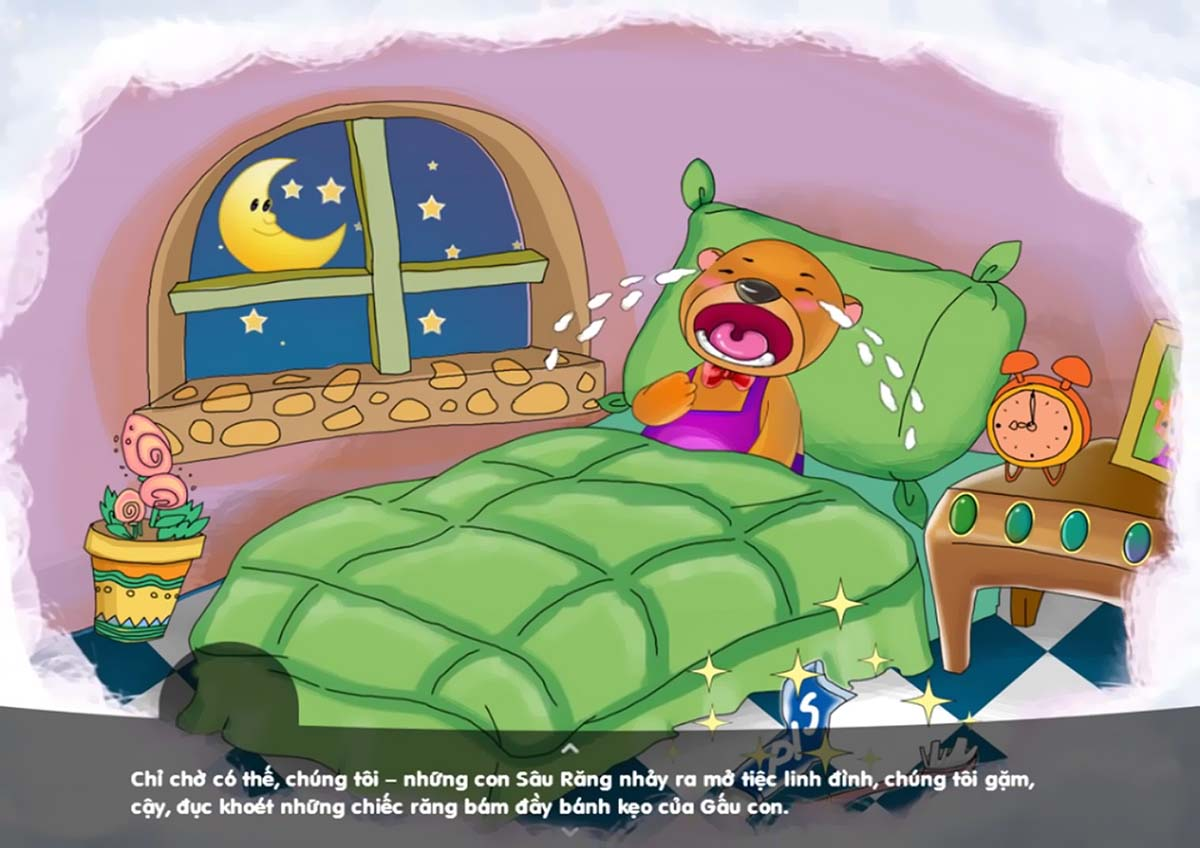 P!
S
Chỉ chờ có thế, chúng tôi – những con Sâu Răng nhảy ra mở tiệc linh đình, chúng tôi gặm,
cậy, đục khoét những chiếc răng bám đầy bánh kẹo của Gấu con.